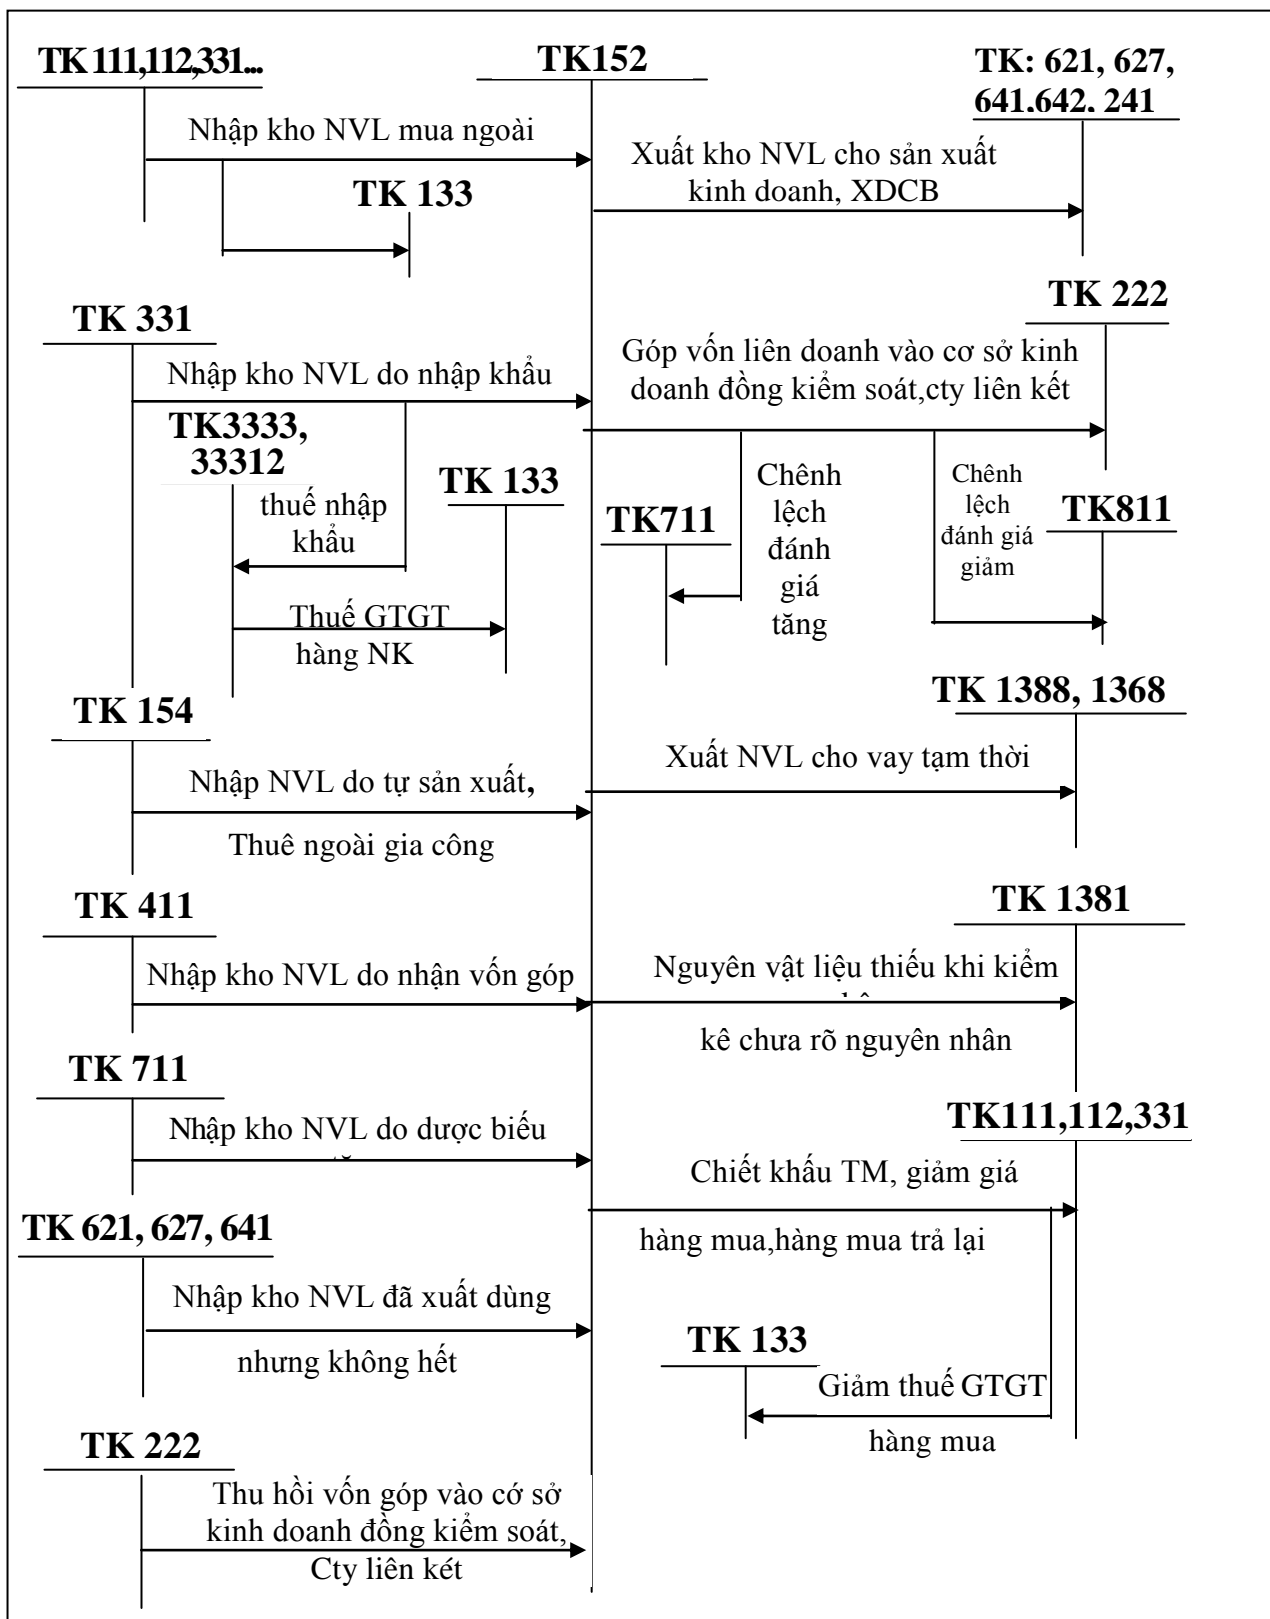 TK 111,112,331...
TK152
TK: 621, 627,
641,642, 241
Nhập kho NVL mua ngoài
Xuất kho NVL cho sản xuất
kinh doanh, XDCB
TK 133
TK 331
TK 222
Nhập kho NVL do nhập khẩu
Góp vốn liên doanh vào cơ sở kinh
doanh đồng kiểm soát,cty liên kết
TK3333,
33312
TK 133
thuế nhập
khẩu
TK711
Chênh
lệch
đánh
giá
tăng
Chênh
lệch
đánh giá
giảm
TK811
Thuế GTGT
hàng NK
TK 154
TK 1388, 1368
Nhập NVL do tự sản xuất,
Thuê ngoài gia công
Xuất NVL cho vay tạm thời
TK 411
TK 1381
Nhập kho NVL do nhận vốn góp
Nguyên vật liệu thiếu khi kiểm
kê chưa rõ nguyên nhân
TK 711
TK111,112,331
Nhập kho NVL do dược biếu
Chiết khấu TM, giảm giá
hàng mua,hàng mua trả lại
TK 621, 627, 641
Nhập kho NVL đã xuất dùng
nhưng không hết
TK 133
Giảm thuế GTGT
hàng mua
TK 222
Thu hồi vốn góp vào cớ sở
kinh doanh đồng kiểm soát,
Cty liên két